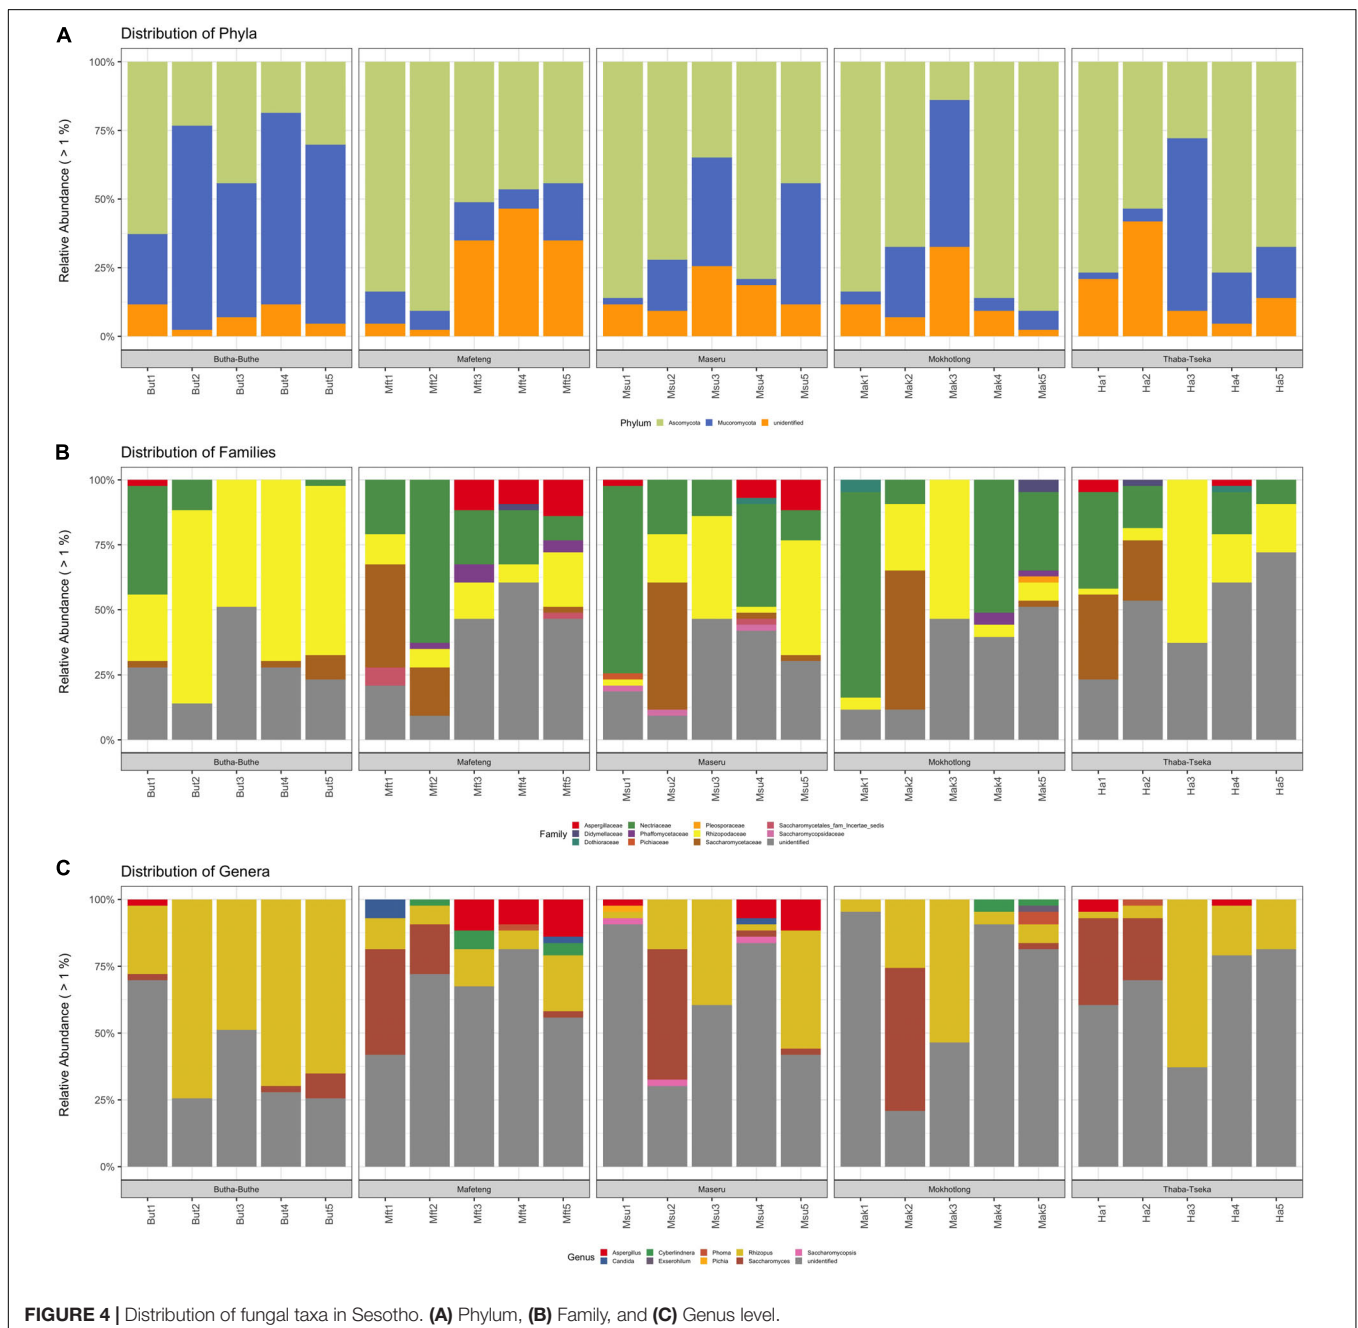 A
Distribution of Phyla
Relative Abundance ( > 1 %)
100%
75%
50%
25%
0%
Butha-Buthe Mafeteng Maseru Mokhotlong Thaba-Tseka
But1 But2 But3 But4 But5 Mft1 Mft2 Mft3 Mft4 Mft5 Msu1 Msu2 Msu3 Msu4 Msu5 Mak1 Mak2 Mak3 Mak4 Mak5 Ha1 Ha2 Ha3 Ha4 Ha5
Phylum Ascomycota Mucoromycota unidentified
B
Distribution of Families
Relative Abundance ( > 1 %)
100%
75%
50%
25%
0%
Butha-Buthe Mafeteng Maseru Mokhotlong Thaba-Tseka
But1 But2 But3 But4 But5 Mft1 Mft2 Mft3 Mft4 Mft5 Msu1 Msu2 Msu3 Msu4 Msu5 Mak1 Mak2 Mak3 Mak4 Mak5 Ha1 Ha2 Ha3 Ha4 Ha5
Aspergillaceae Nectriaceae Pleosporaceae Saccharomycetales_fam_Incertae_sedis
Family Didymellaceae Phaffomycetaceae Rhizopodaceae Saccharomycopsidaceae
Dothioraceae Pichiaceae Saccharomycetaceae unidentified
C
Distribution of Genera
Relative Abundance ( > 1 %)
100%
75%
50%
25%
0%
Butha-Buthe Mafeteng Maseru Mokhotlong Thaba-Tseka
But1 But2 But3 But4 But5 Mft1 Mft2 Mft3 Mft4 Mft5 Msu1 Msu2 Msu3 Msu4 Msu5 Mak1 Mak2 Mak3 Mak4 Mak5 Ha1 Ha2 Ha3 Ha4 Ha5
Genus Aspergillus Cyberlindnera Phoma Rhizopus Saccharomycopsis
Candida Exserohilum Pichia Saccharomyces unidentified
FIGURE 4 | Distribution of fungal taxa in Sesotho. (A) Phylum, (B) Family, and (C) Genus level.